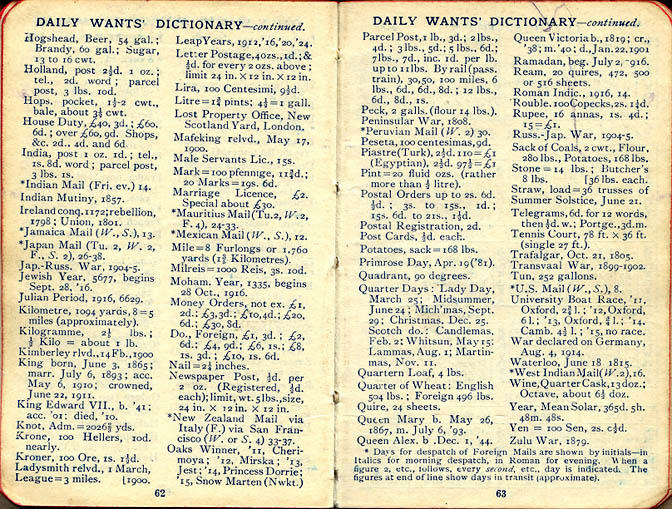 DAILY WANTS' DICTIONARY—continued.
Hogshead, Beer, 54 gal.;
Brandy, 60 gal.; Sugar,
13 to 16 cwt.
Holland, post 2½d. 1 oz.;
tel., 2d. word; parcel
post, 3 lbs. 10d.
Hops, pocket, 1½-2 cwt.,
bale, about 3¾ cwt.
House Duty, £40, 3d.; £60,
6d.; over £60, 9d. Shops,
&c. 2d., 4d. and 6d.
India, post 1 oz. 1d.; tel.,
1s. 8d. word; parcel post,
3 lbs. 1s.
*Indian Mail (Fri. ev.) 14.
Indian Mutiny, 1857.
Ireland conq. 1172; rebellion,
1798; Union, 1801.
*Jamaica Mail (W., S.), 13.
*Japan Mail (Tu. 2, W. 2,
F., S. 2), 26-38.
Jap.-Russ. War, 1904-5.
Jewish Year, 5677, begins
Sept. 28, '16.
Julian Period, 1916, 6629.
Kilometre, 1094 yards, 8=5
miles (approximately).
Kilogramme, 2¼ lbs.;
½ Kilo = about 1 lb.
Kimberley rlvd., 14 Fb., 1900
King born, June 3, 1865;
marr. July 6, 1893; acc.
May 6, 1910; crowned,
June 22, 1911.
King Edward VII., b. '41;
acc. '01; died, '10.
Knot, Adm. = 2026⅔ yds.
Krone, 100 Hellers, 10d.
nearly.
Kroner, 100 Ore, 1s. 1½d.
Ladysmith relvd., 1 March,
League=3 miles. [1900.
62
Leap Years, 1912, '16, '20, '24.
Letter Postage, 4ozs., 1d.; &
½d. for every 2 ozs. above;
limit 24 in. × 12 in. × 12 in.
Lira, 100 Centesimi, 9½d.
Litre=1¾ pints; 4½=1 gall.
Lost Property Office, New
Scotland Yard, London.
Mafeking relvd., May 17,
1900.
Male Servants Lic., 15s.
Mark=100 pfennige, 11¾d.;
20 Marks=19s. 6d.
Marriage Licence, £2.
Special about £30.
*Mauritius Mail (Tu. 2, W. 2,
F. 4), 24-33.
*Mexican Mail (W., S.), 12.
Mile=8 Furlongs or 1,760
yards (1⅗ Kilometres).
Milreis=1000 Reis, 3s. 10d.
Moham. Year, 1335, begins
28 Oct., 1916.
Money Orders, not ex. £1,
2d.; £3, 3d.; £10, 4d.; £20,
6d.; £30, 8d.
Do., Foreign, £1, 3d.; £2,
6d.; £4, 9d.; £6, 1s.; £8,
1s. 3d.; £10, 1s. 6d.
Nail=2¼ inches.
Newspaper Post, ½d. per
2 oz. (Registered, ½d.
each); limit, wt. 5lbs., size,
24 in. × 12 in. × 12 in.
*New Zealand Mail via
Italy (F.) via San Fran-
cisco (W. or S. 4) 33-37.
Oaks Winner, '11, Cheri-
moya; '12, Mirska; '13,
Jest; '14, Princess Dorrie;
'15, Snow Marten (Nwkt.)
DAILY WANTS' DICTIONARY—continued.
Parcel Post, 1 lb., 3d.; 2 lbs.,
4d.; 3 lbs., 5d.; 5 lbs., 6d.;
7 lbs., 7d., inc. 1d. per lb.
up to 11 lbs. By rail (pass.
train), 30, 50, 100 miles, 6
lbs., 6d., 6d., 8d.; 12 lbs.,
6d., 8d., 1s.
Peck, 2 galls. (flour 14 lbs.).
Peninsular War, 1808.
*Peruvian Mail (W. 2) 30.
Peseta, 100 centesimas, 9d.
Piastre (Turk), 2½d. 110=£1
(Egyptian), 2½d. 97½=£1
Pint=20 fluid ozs. (rather
more than ½ litre).
Postal Orders up to 2s. 6d.
½d.; 3s. to 15s., 1d.;
15s. 6d. to 21s., 1½d.
Postal Registration, 2d.
Post Cards, ½d. each.
Potatoes, sack=168 lbs.
Primrose Day, Apr. 19 ('81).
Quadrant, 90 degrees.
Quarter Days: Lady Day,
March 25; Midsummer,
June 24; Mich'mas, Sept.
29; Christmas, Dec. 25.
Scotch do.: Candlems,
Feb. 2; Whitsun, May 15;
Lammas, Aug. 1; Martin-
mas, Nov. 11.
Quartern Loaf, 4 lbs.
Quarter of Wheat: English
504 lbs.; Foreign 496 lbs.
Quire, 24 sheets.
Queen Mary b. May 26,
1867, m. July 6, '93.
Queen Alex. b. Dec. 1, '44.
Queen Victoria b., 1819; cr.,
'38; m. '40; d., Jan. 22, 1901
Ramadan, beg. July 2, 1916.
Ream, 20 quires, 472, 500
or 516 sheets.
Roman Indic., 1916, 14.
Rouble. 100 Copecks, 2s. 1½d.
Rupee, 16 annas, 1s. 4d.;
15=£1.
Russ.-Jap. War, 1904-5.
Sack of Coals, 2 cwt., Flour,
280 lbs., Potatoes, 168 lbs.
Stone = 14 lbs.; Butcher's
8 lbs. [36 lbs. each.
Straw, load=36 trusses of
Summer Solstice, June 21.
Telegrams, 6d. for 12 words,
then ½d. w.; Portge., 3d. m.
Tennis Court, 78 ft. × 36 ft.
(single 27 ft.).
Trafalgar, Oct. 21, 1805.
Transvaal War, 1899-1902.
Tun, 252 gallons.
*U.S. Mail (W., S.), 8.
University Boat Race, '11,
Oxford, 2¾ l.; '12, Oxford,
6 l.; '13, Oxford, ¾ l.; '14,
Camb. 4½ l.; '15, no race.
War declared on Germany,
Aug. 4, 1914.
Waterloo, June 18 1815.
*West Indian Mail (W. 2), 16.
Wine, Quarter Cask, 13 doz.;
Octave, about 6½ doz.
Year, Mean Solar, 365d. 5h.
48m. 48s.
Yen = 100 Sen, 2s. 0½d.
Zulu War, 1879.
* Days for despatch of Foreign Mails are shown by initials—in
Italics for morning despatch, in Roman for evening. When a
figure 2, etc., follows, every second, etc., day is indicated. The
figures at end of line show days in transit (approximate).
63